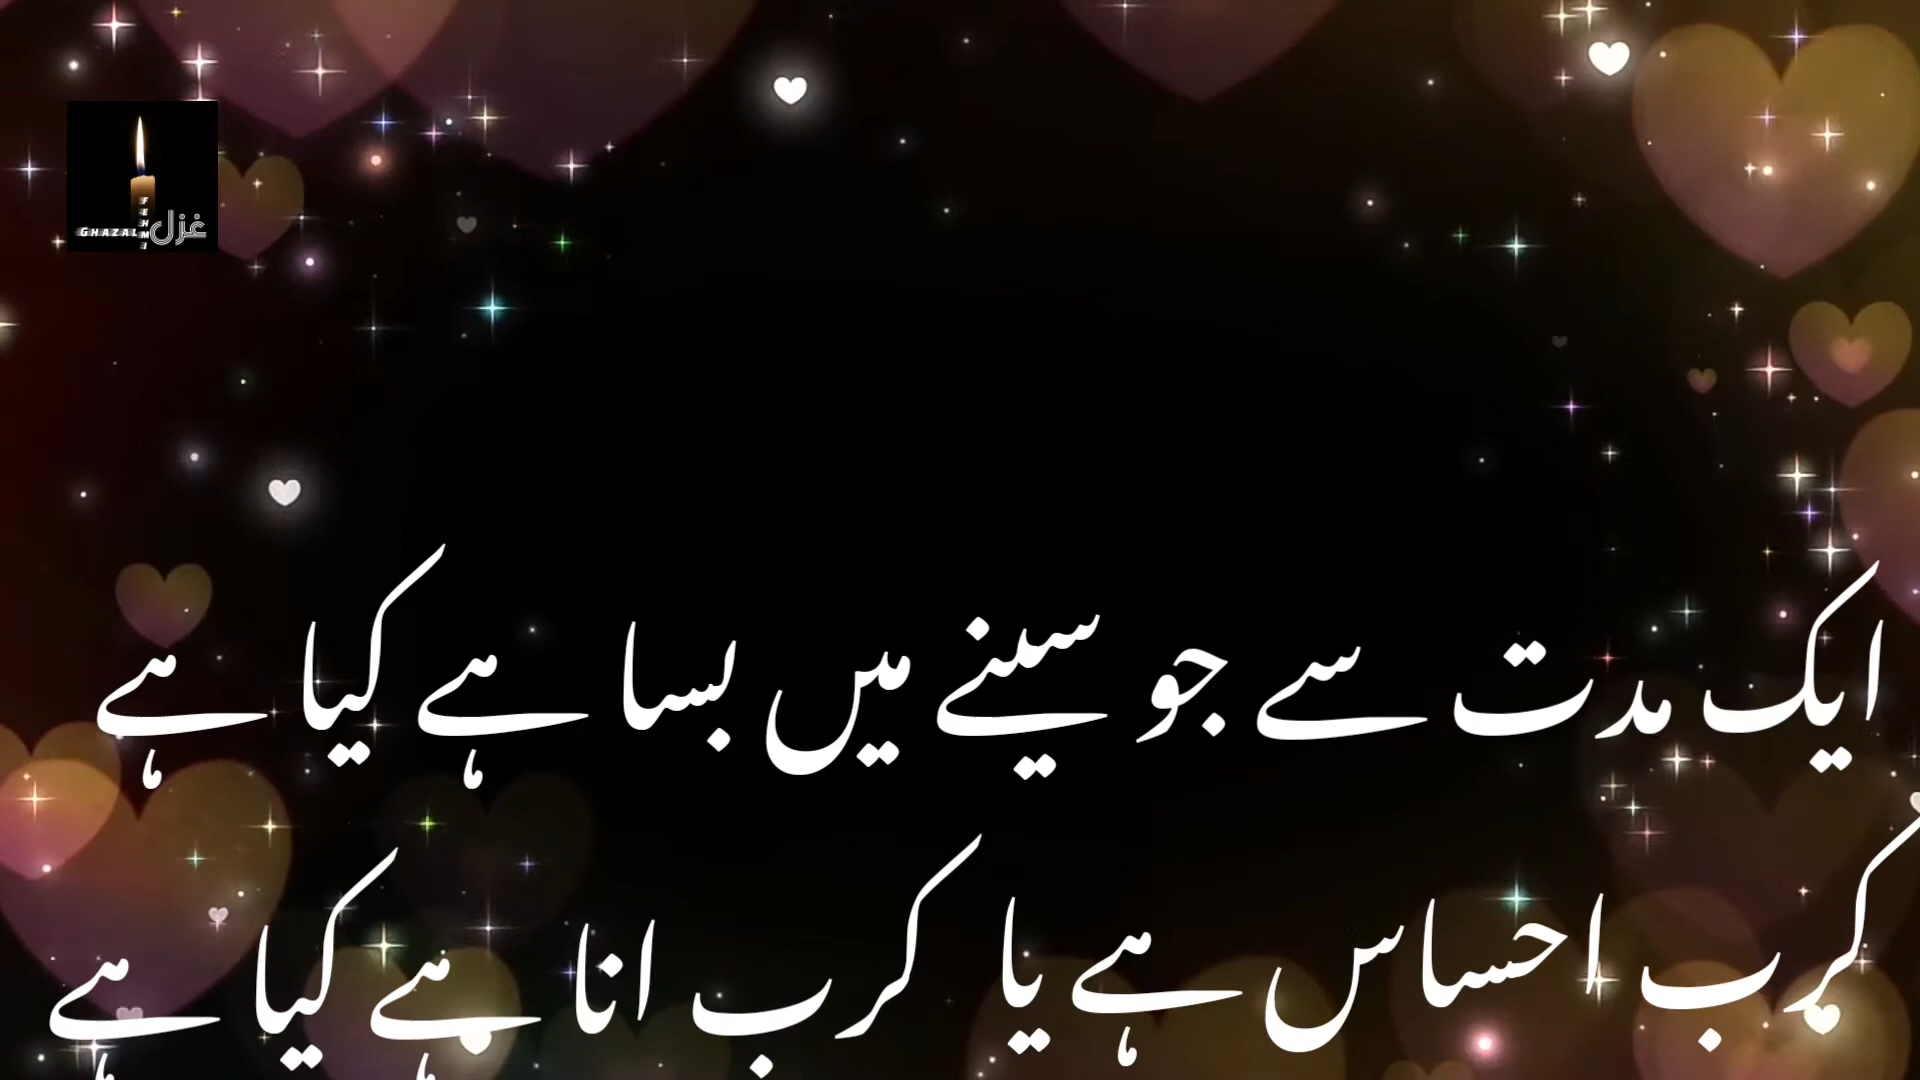 GHAZAL
FEHMI
غزل
ایک مدت سے جو سینے میں بسا ہے کیا ہے
کرب احساس ہے یا کرب انا ہے کیا ہے